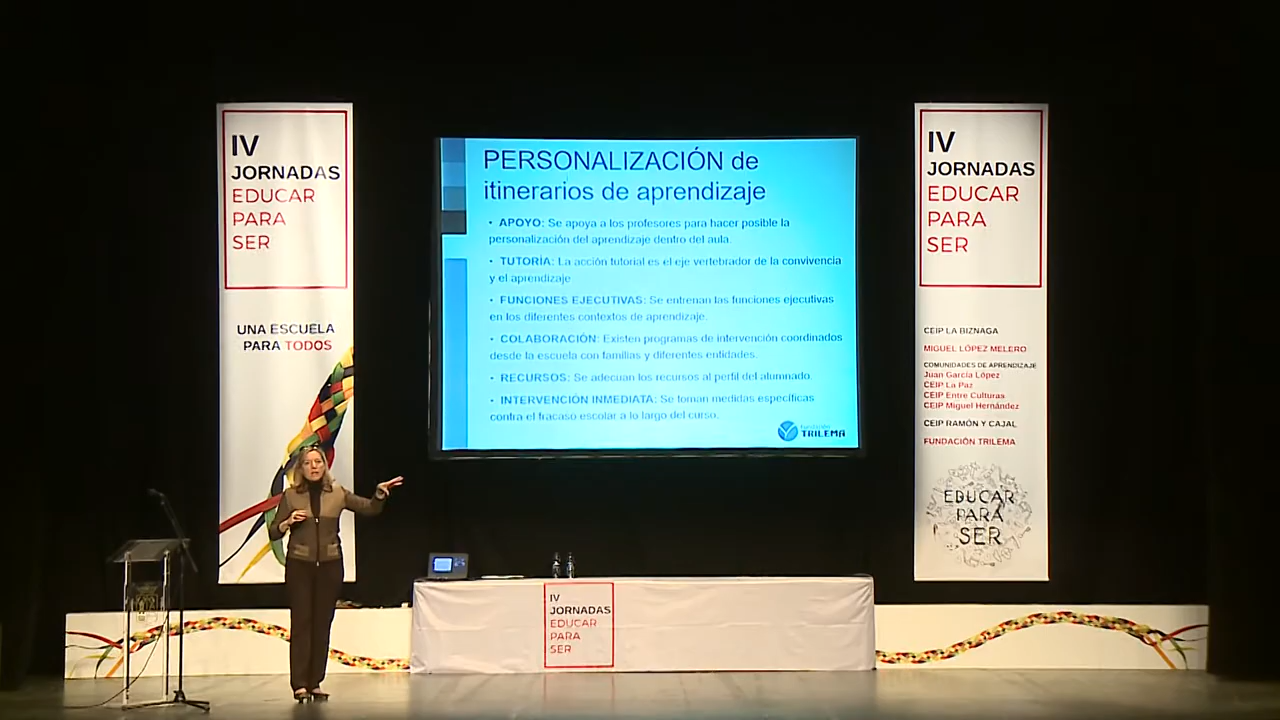 IV
JORNADAS
EDUCAR
PARA
SER
UNA ESCUELA
PARA TODOS
PERSONALIZACIÓN de
itinerarios de aprendizaje
• APOYO: Se apoya a los profesores para hacer posible la
personalización del aprendizaje dentro del aula.
• TUTORÍA: La acción tutorial es el eje vertebrador de la convivencia
y el aprendizaje
• FUNCIONES EJECUTIVAS: Se entrenan las funciones ejecutivas
en los diferentes contextos de aprendizaje.
• COLABORACIÓN: Existen programas de intervención coordinados
desde la escuela con familias y diferentes entidades.
• RECURSOS: Se adecuan los recursos al perfil del alumnado.
• INTERVENCIÓN INMEDIATA: Se toman medidas específicas
contra el fracaso escolar a lo largo del curso.
Fundación
TRILEMA
IV
JORNADAS
EDUCAR
PARA
SER
CEIP LA BIZNAGA
MIGUEL LÓPEZ MELERO
COMUNIDADES DE APRENDIZAJE
Juan García López
CEIP La Paz
CEIP Entre Culturas
CEIP Miguel Hernández
CEIP RAMÓN Y CAJAL
FUNDACIÓN TRILEMA
EDUCAR
PARA
SER
IV
JORNADAS
EDUCAR
PARA
SER